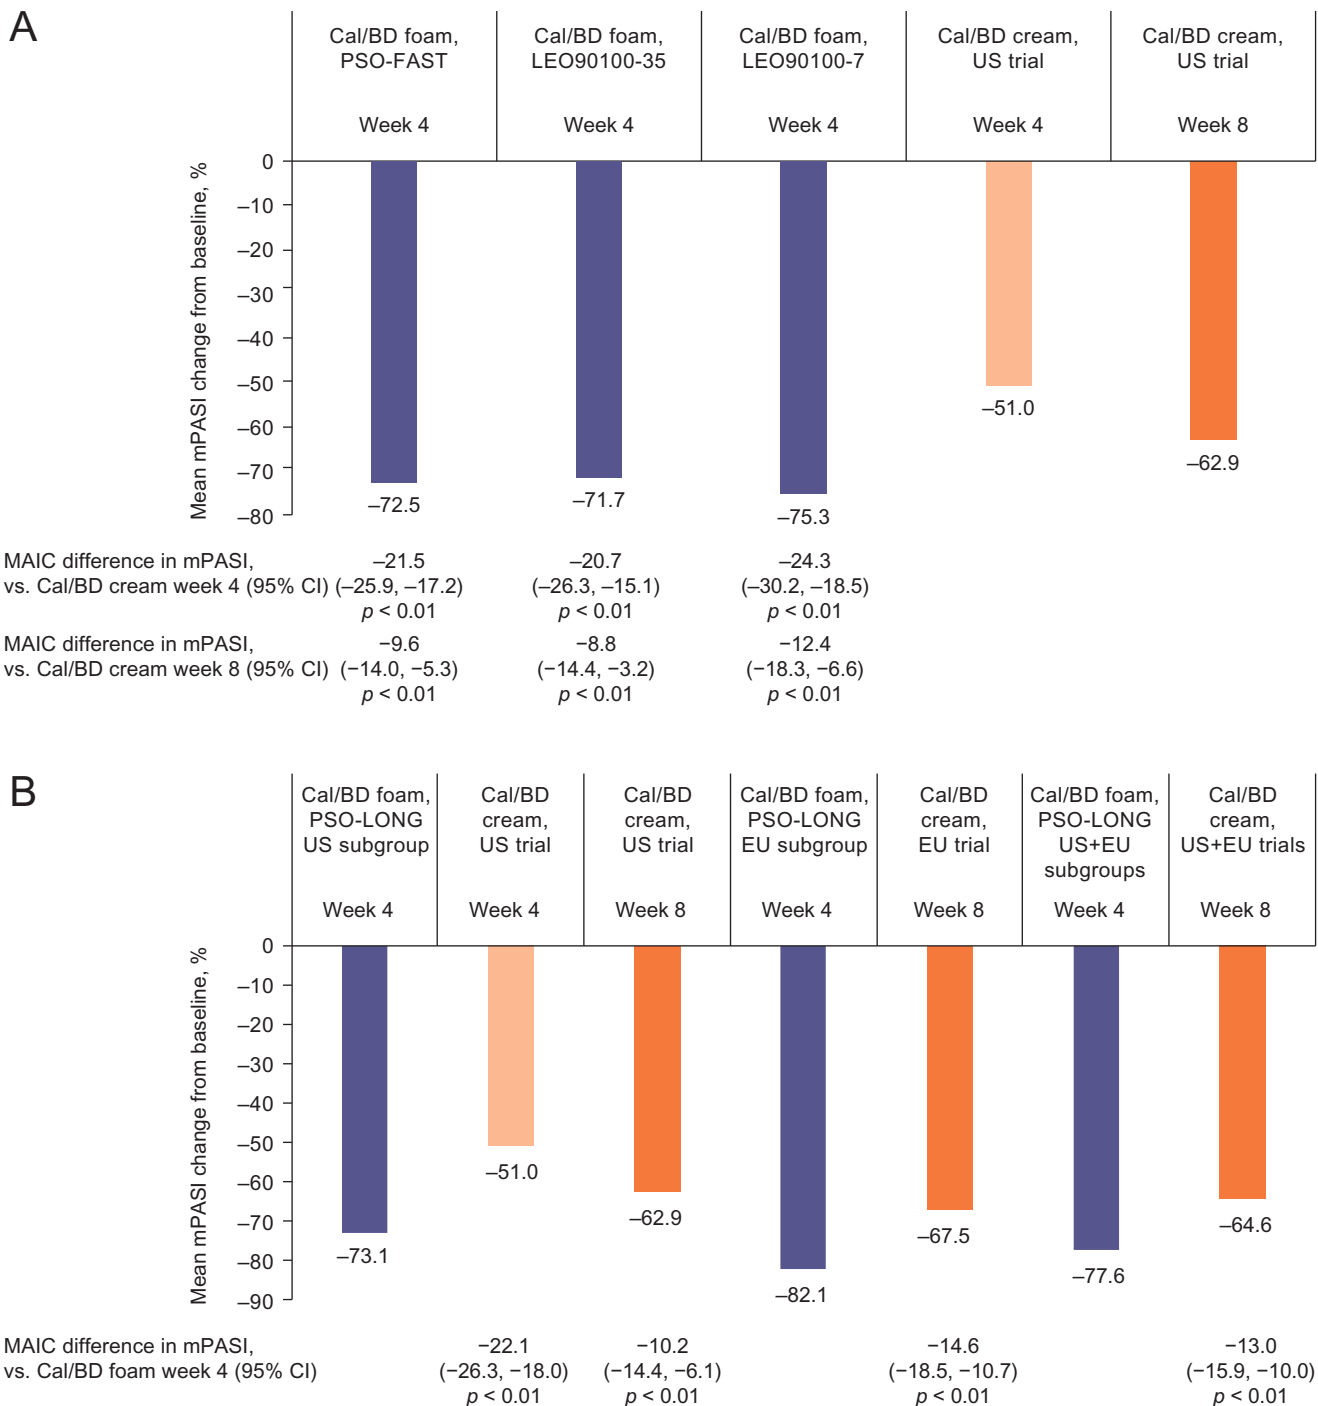 A
Cal/BD foam,
PSO-FAST
Week 4
Cal/BD foam,
LEO90100-35
Week 4
Cal/BD foam,
LEO90100-7
Week 4
Cal/BD cream,
US trial
Week 4
Cal/BD cream,
US trial
Week 8
Mean mPASI change from baseline, %
0
–10
–20
–30
–40
–50
–60
–70
–80
–72.5
–71.7
–75.3
–51.0
–62.9
MAIC difference in mPASI,
vs. Cal/BD cream week 4 (95% CI)
–21.5
(–25.9, –17.2)
p < 0.01
–20.7
(–26.3, –15.1)
p < 0.01
–24.3
(–30.2, –18.5)
p < 0.01
MAIC difference in mPASI,
vs. Cal/BD cream week 8 (95% CI)
−9.6
(−14.0, −5.3)
p < 0.01
−8.8
(−14.4, −3.2)
p < 0.01
−12.4
(−18.3, −6.6)
p < 0.01
B
Cal/BD foam,
PSO-LONG
US subgroup
Week 4
Cal/BD
cream,
US trial
Week 4
Cal/BD
cream,
US trial
Week 8
Cal/BD foam,
PSO-LONG
EU subgroup
Week 4
Cal/BD
cream,
EU trial
Week 8
Cal/BD foam,
PSO-LONG
US+EU
subgroups
Week 4
Cal/BD
cream,
US+EU trials
Week 8
Mean mPASI change from baseline, %
0
–10
–20
–30
–40
–50
–60
–70
–80
–90
–73.1
–51.0
–62.9
–82.1
–67.5
–77.6
–64.6
MAIC difference in mPASI,
vs. Cal/BD foam week 4 (95% CI)
−22.1
(−26.3, −18.0)
p < 0.01
−10.2
(−14.4, −6.1)
p < 0.01
−14.6
(−18.5, −10.7)
p < 0.01
−13.0
(−15.9, −10.0)
p < 0.01